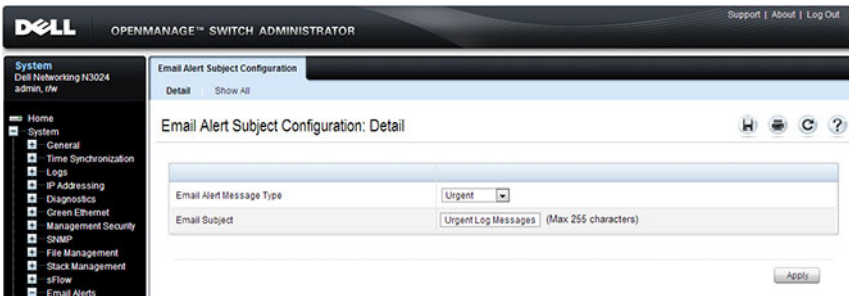 Support | About | Log Out
DELL OPENMANAGE™ SWITCH ADMINISTRATOR
System
Dell Networking N3024
admin, r/w
Home
System
General
Time Synchronization
Logs
IP Addressing
Diagnostics
Green Ethernet
Management Security
SNMP
File Management
Stack Management
sFlow
Email Alerts
Email Alert Subject Configuration
Detail Show All
Email Alert Subject Configuration: Detail
Email Alert Message Type Urgent
Email Subject Urgent Log Messages (Max 255 characters)
Apply